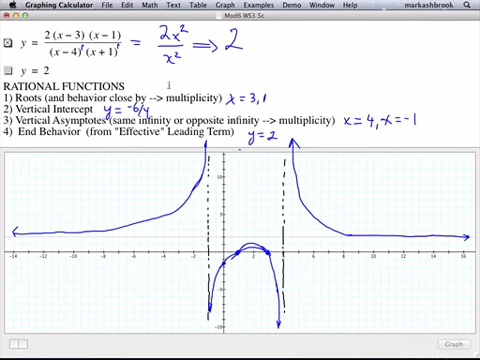 Graphing Calculator File Edit Math Text Table Graph Examples Demo Window Help markashbrook
Mod6 WS3 5c
y = 2 (x − 3) (x − 1) / (x − 4)¹ (x + 1)¹ = 2x² / x² ⟹ 2
y = 2
RATIONAL FUNCTIONS
1) Roots (and behavior close by --> multiplicity) x = 3, 1
2) Vertical Intercept y = -6/4
3) Vertical Asymptotes (same infinity or opposite infinity --> multiplicity) x = 4, x = -1
4) End Behavior (from "Effective" Leading Term) y = 2
10
5
-14 -12 -10 -8 -6 -4 -2 0 2 4 6 8 10 12 14 16
-5
-10
Graph